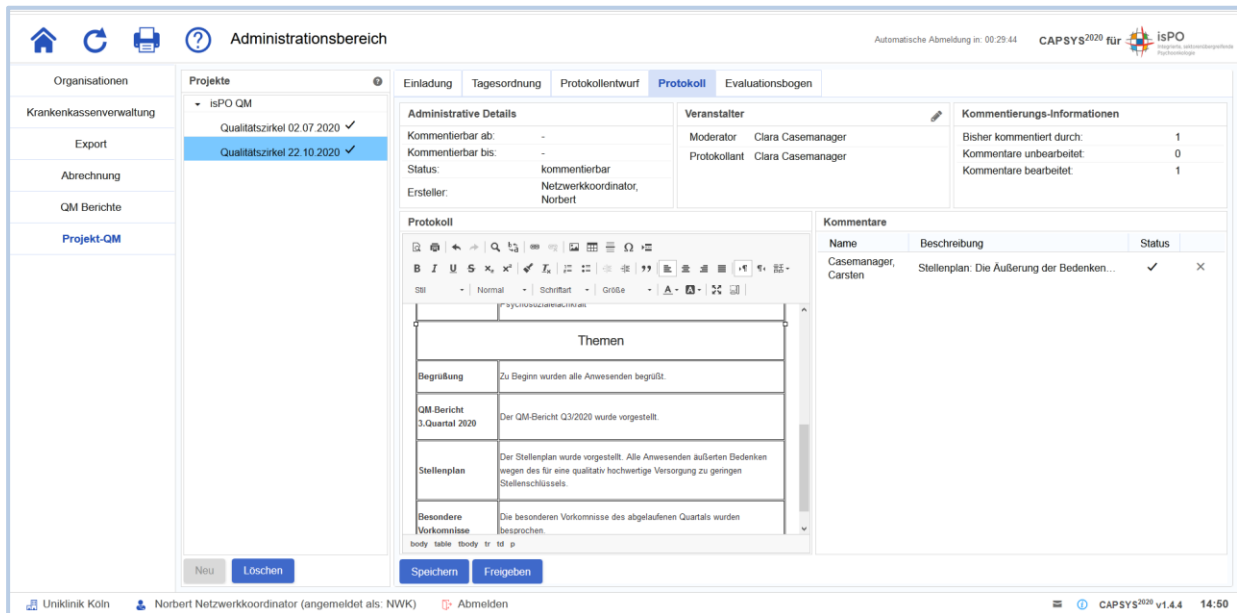 Administrationsbereich
Automatische Abmeldung in: 00:29:44
CAPSYS2020 für
isPO
Organisationen
Krankenkassenverwaltung
Export
Abrechnung
QM Berichte
Projekt-QM
Projekte
isPO QM
Qualitätszirkel 02.07.2020
Qualitätszirkel 22.10.2020
Neu
Löschen
Einladung Tagesordnung Protokollentwurf Protokoll Evaluationsbogen
Administrative Details
Kommentierbar ab: -
Kommentierbar bis: -
Status: kommentierbar
Ersteller: Netzwerkkoordinator, Norbert
Veranstalter
Moderator Clara Casemanager
Protokollant Clara Casemanager
Kommentierungs-Informationen
Bisher kommentiert durch: 1
Kommentare unbearbeitet: 0
Kommentare bearbeitet: 1
Protokoll
Stil Normal Schriftart Größe
Themen
Begrüßung
Zu Beginn wurden alle Anwesenden begrüßt.
QM-Bericht
3.Quartal 2020
Der QM-Bericht Q3/2020 wurde vorgestellt.
Stellenplan
Der Stellenplan wurde vorgestellt. Alle Anwesenden äußerten Bedenken
wegen des für eine qualitativ hochwertige Versorgung zu geringen
Stellenschlüssels.
Besondere
Vorkomnisse
Die besonderen Vorkomnisse des abgelaufenen Quartals wurden
besprochen.
body table tbody tr td p
Speichern
Freigeben
Kommentare
Name Beschreibung Status
Casemanager,
Carsten
Stellenplan: Die Äußerung der Bedenken...
Uniklinik Köln
Norbert Netzwerkkoordinator (angemeldet als: NWK)
Abmelden
CAPSYS2020 v1.4.4
14:50